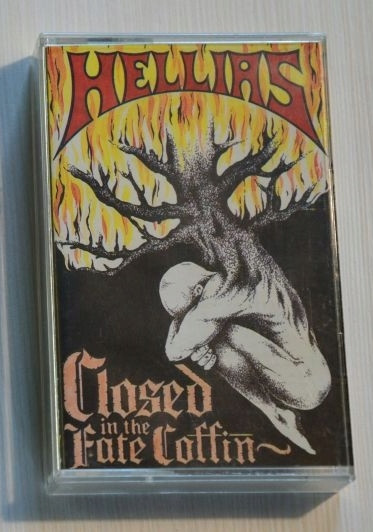 HELLIAS
Closed
in the
Fate Coffin